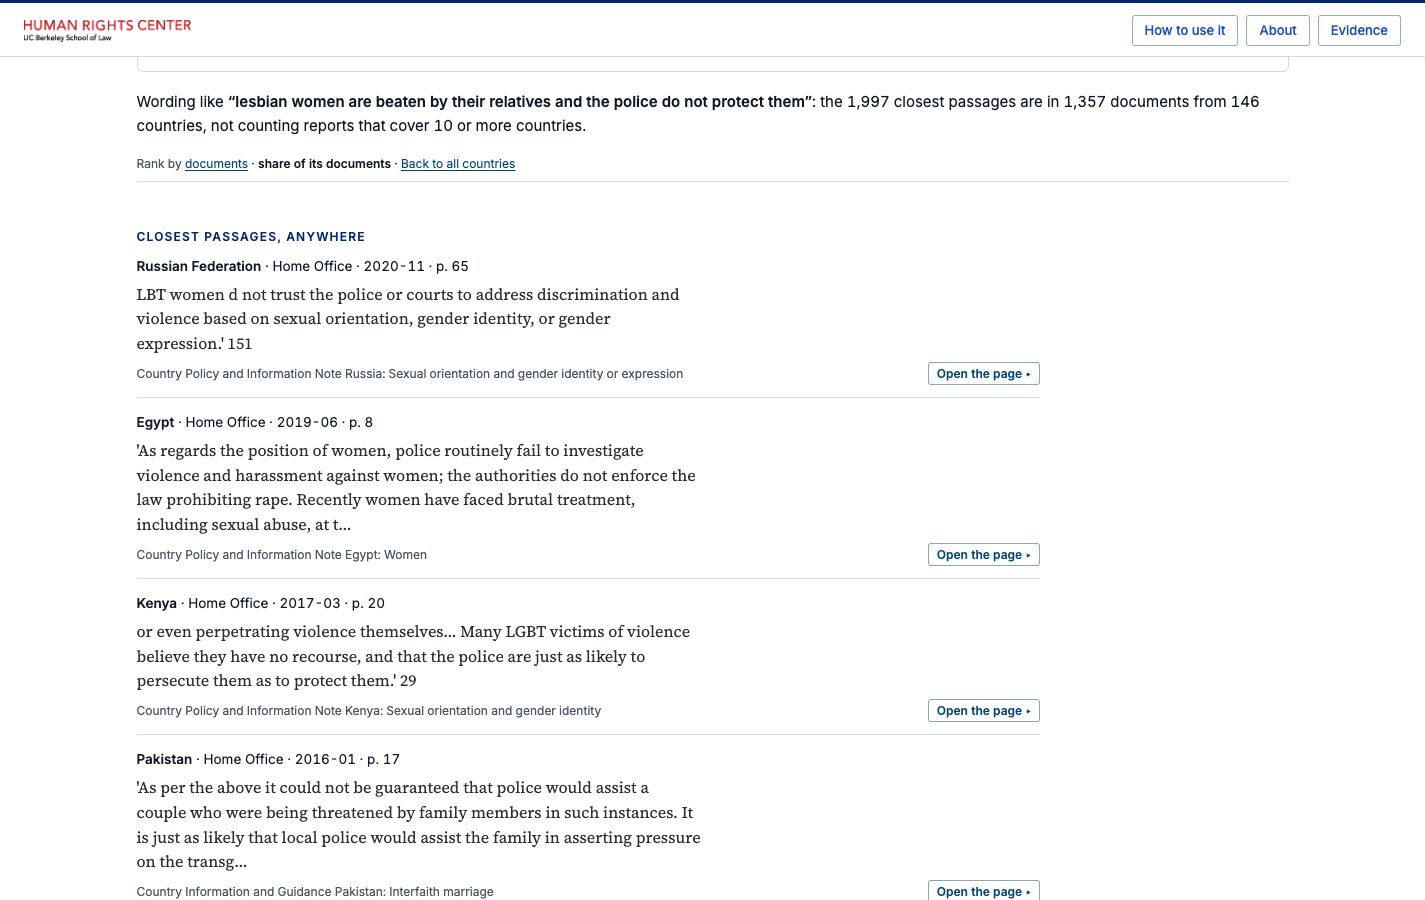 HUMAN RIGHTS CENTER
UC Berkeley School of Law
How to use it
About
Evidence
Wording like “lesbian women are beaten by their relatives and the police do not protect them”: the 1,997 closest passages are in 1,357 documents from 146
countries, not counting reports that cover 10 or more countries.
Rank by documents · share of its documents · Back to all countries
CLOSEST PASSAGES, ANYWHERE
Russian Federation · Home Office · 2020-11 · p. 65
LBT women d not trust the police or courts to address discrimination and
violence based on sexual orientation, gender identity, or gender
expression.' 151
Country Policy and Information Note Russia: Sexual orientation and gender identity or expression
Open the page ▸
Egypt · Home Office · 2019-06 · p. 8
'As regards the position of women, police routinely fail to investigate
violence and harassment against women; the authorities do not enforce the
law prohibiting rape. Recently women have faced brutal treatment,
including sexual abuse, at t...
Country Policy and Information Note Egypt: Women
Open the page ▸
Kenya · Home Office · 2017-03 · p. 20
or even perpetrating violence themselves... Many LGBT victims of violence
believe they have no recourse, and that the police are just as likely to
persecute them as to protect them.' 29
Country Policy and Information Note Kenya: Sexual orientation and gender identity
Open the page ▸
Pakistan · Home Office · 2016-01 · p. 17
'As per the above it could not be guaranteed that police would assist a
couple who were being threatened by family members in such instances. It
is just as likely that local police would assist the family in asserting pressure
on the transg...
Country Information and Guidance Pakistan: Interfaith marriage
Open the page ▸